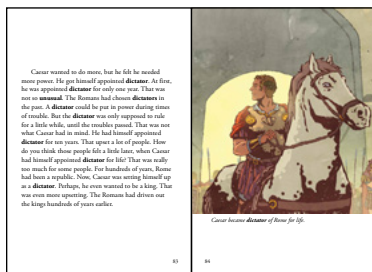 Caesar wanted to do more, but he felt he needed
more power. He got himself appointed dictator. At first,
he was appointed dictator for only one year. That was
not so unusual. The Romans had chosen dictators in
the past. A dictator could be put in power during times
of trouble. But the dictator was only supposed to rule
for a little while, until the troubles passed. That was not
what Caesar had in mind. He had himself appointed
dictator for ten years. That upset a lot of people. How
do you think those people felt a little later, when Caesar
had himself appointed dictator for life? That was really
too much for some people. For hundreds of years, Rome
had been a republic. Now, Caesar was setting himself up
as a dictator. Perhaps, he even wanted to be a king. That
was even more upsetting. The Romans had driven out
the kings hundreds of years earlier.
83
Caesar became dictator of Rome for life.
84